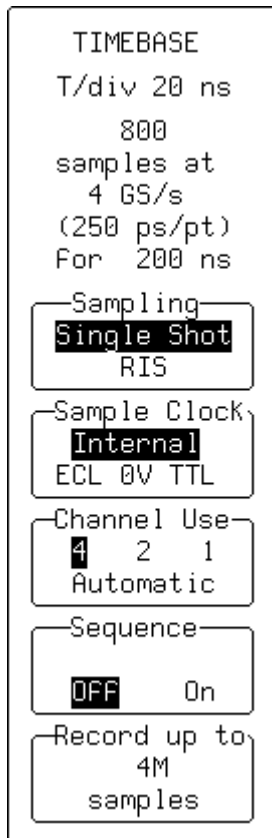 TIMEBASE
T/div 20 ns
800
samples at
4 GS/s
(250 ps/pt)
For 200 ns
Sampling
Single Shot
RIS
Sample Clock
Internal
ECL 0V TTL
Channel Use
4 2 1
Automatic
Sequence
OFF On
Record up to
4M
samples